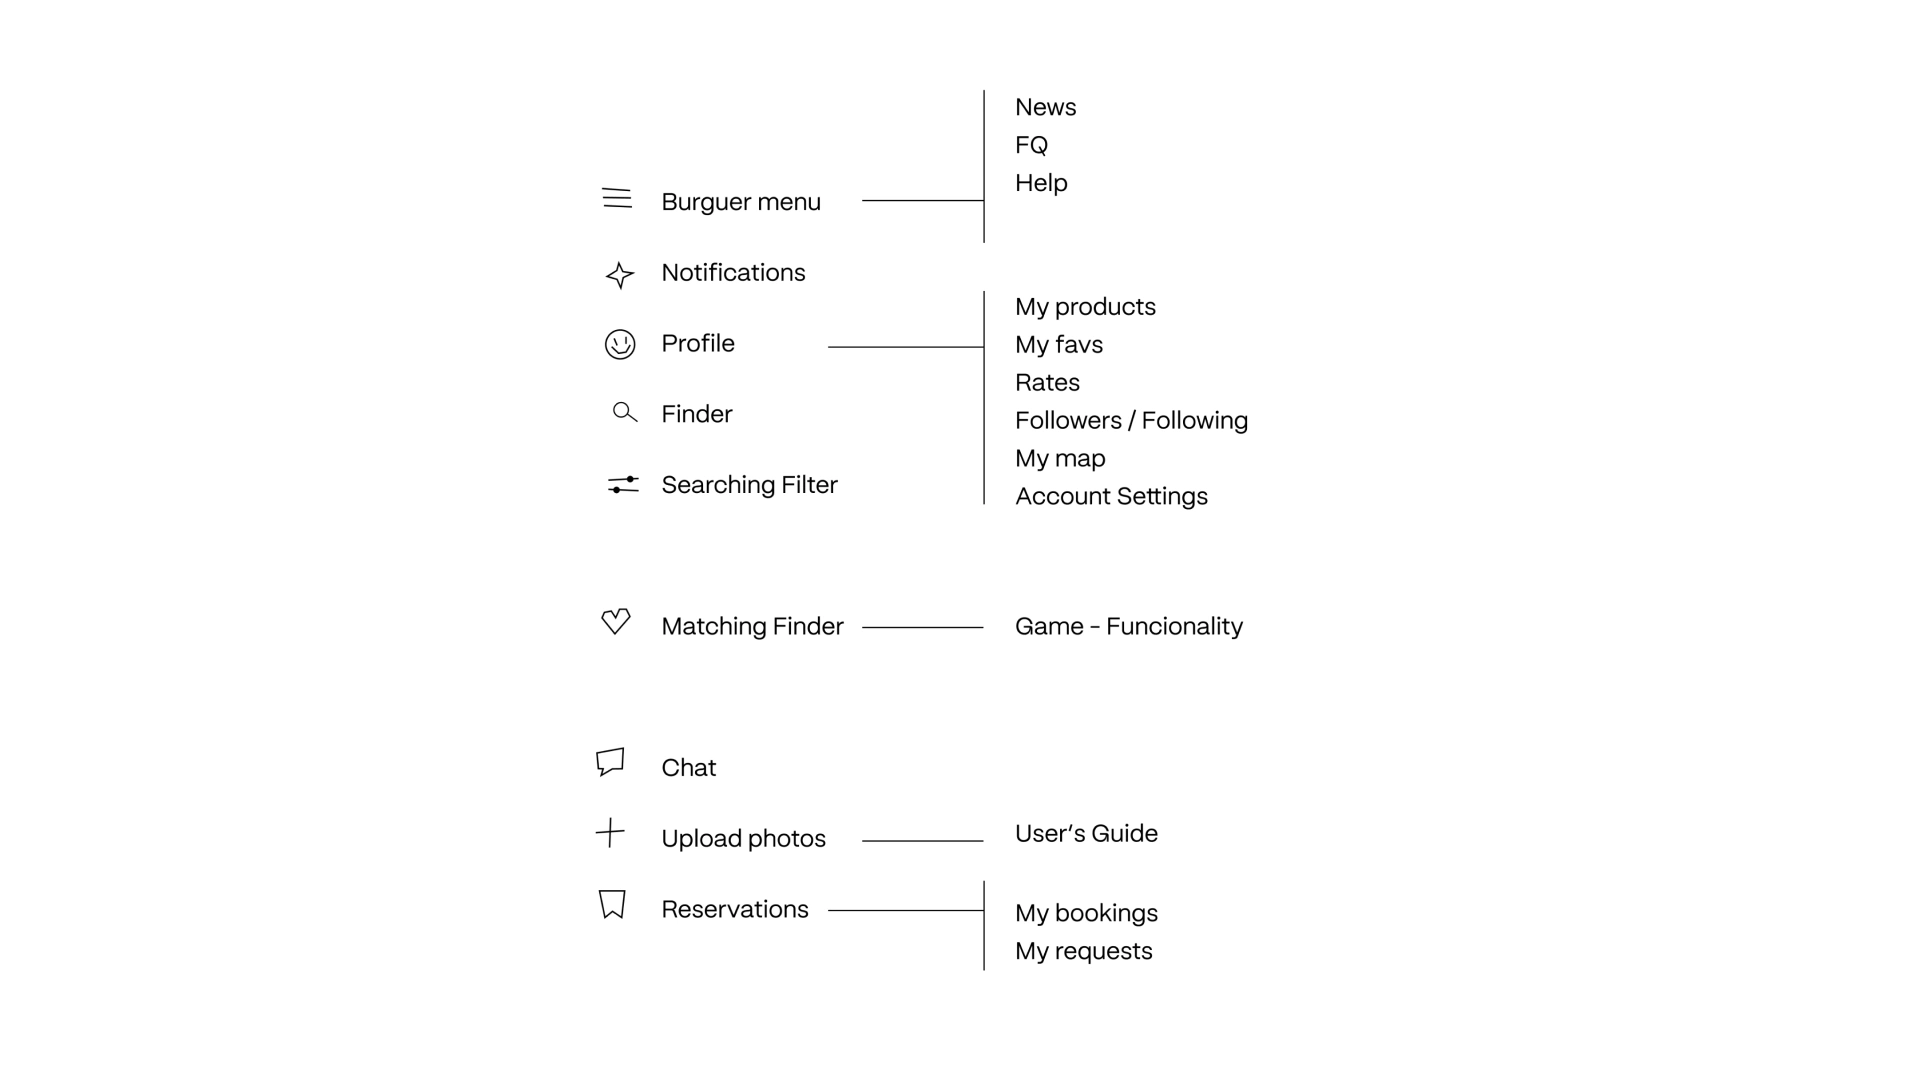 News
FQ
Help
Burguer menu
Notifications
Profile
Finder
Searching Filter
My products
My favs
Rates
Followers / Following
My map
Account Settings
Matching Finder
Game - Funcionality
Chat
Upload photos
User’s Guide
Reservations
My bookings
My requests